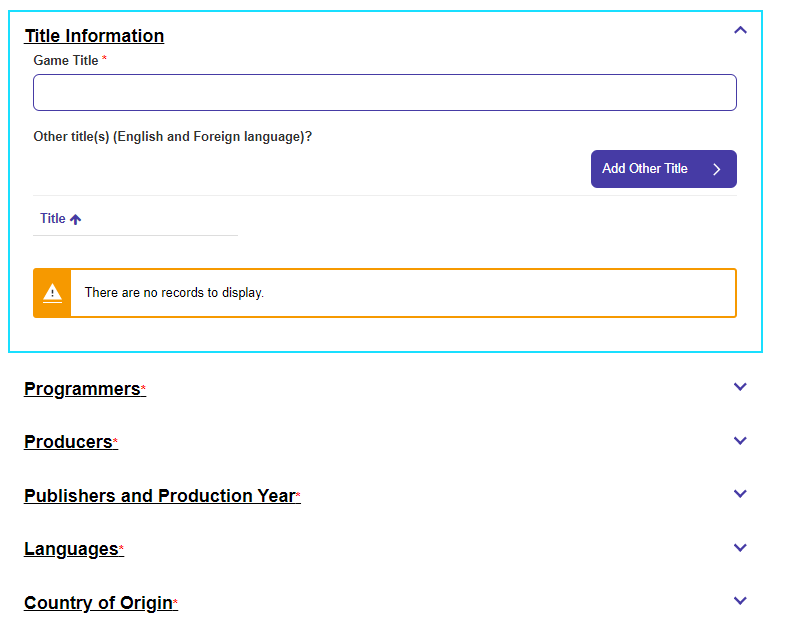 Title Information
Game Title *
Other title(s) (English and Foreign language)?
Add Other Title
Title
There are no records to display.
Programmers*
Producers*
Publishers and Production Year*
Languages*
Country of Origin*